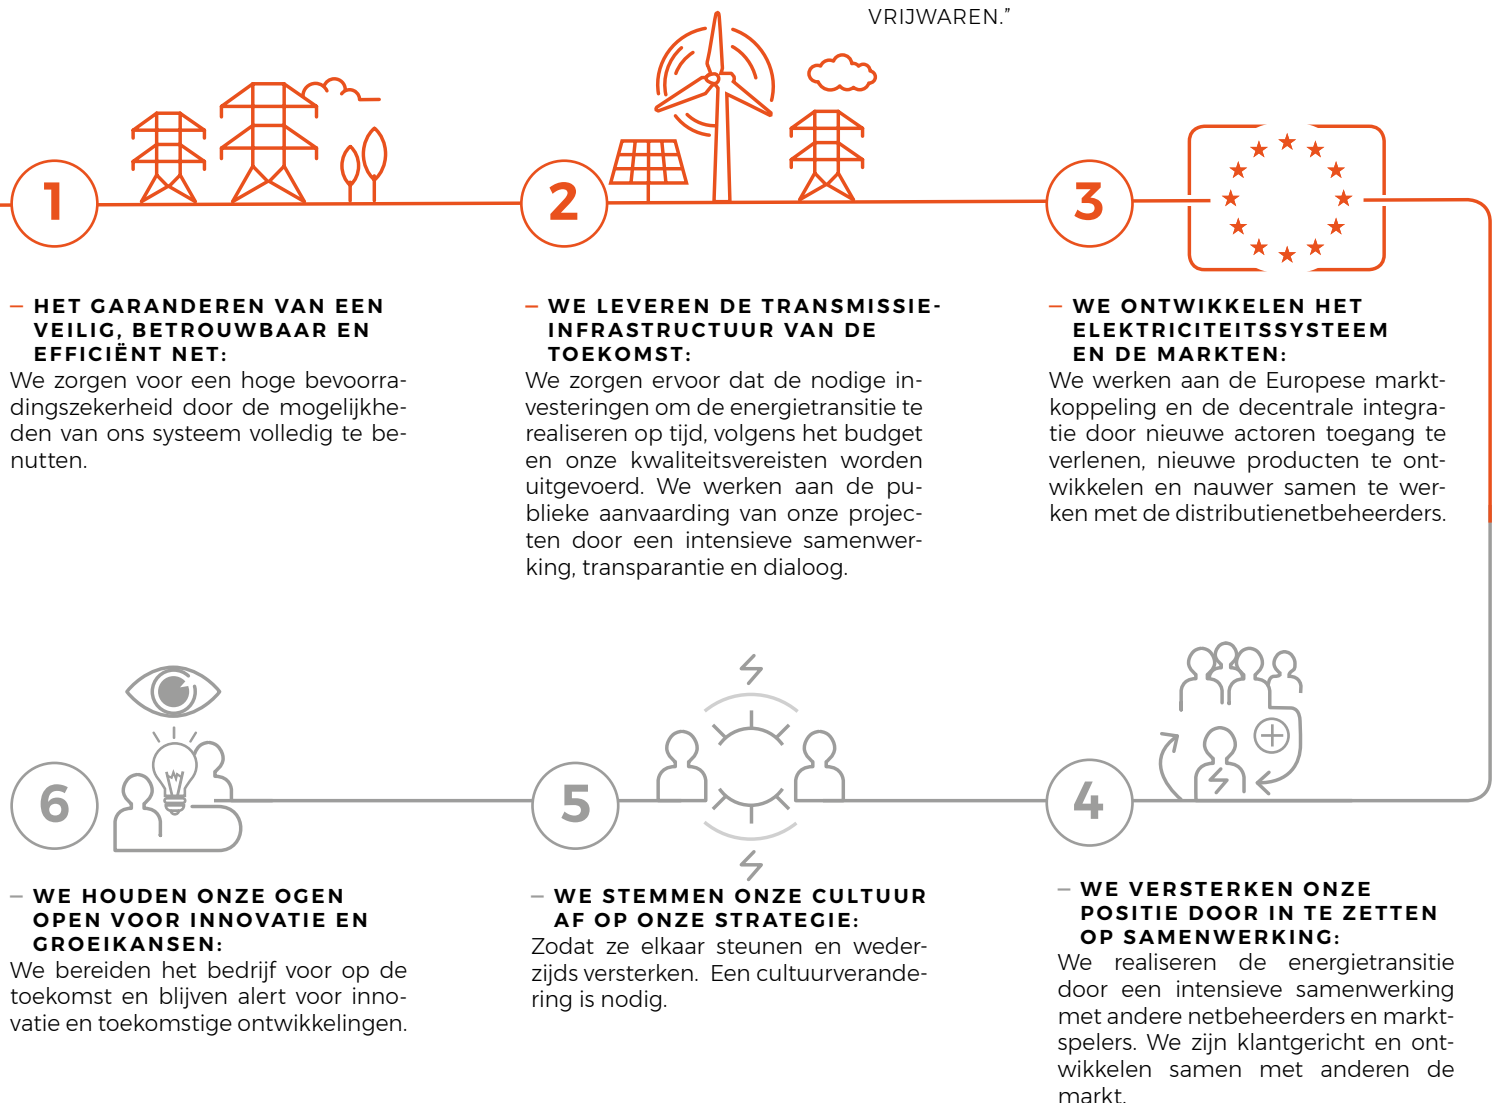 VRIJWAREN.”
1
— HET GARANDEREN VAN EEN
VEILIG, BETROUWBAAR EN
EFFICIËNT NET:
We zorgen voor een hoge bevoorra-
dingszekerheid door de mogelijkhe-
den van ons systeem volledig te be-
nutten.
2
— WE LEVEREN DE TRANSMISSIE-
INFRASTRUCTUUR VAN DE
TOEKOMST:
We zorgen ervoor dat de nodige in-
vesteringen om de energietransitie te
realiseren op tijd, volgens het budget
en onze kwaliteitsvereisten worden
uitgevoerd. We werken aan de pu-
blieke aanvaarding van onze projec-
ten door een intensieve samenwer-
king, transparantie en dialoog.
3
— WE ONTWIKKELEN HET
ELEKTRICITEITSSYSTEEM
EN DE MARKTEN:
We werken aan de Europese markt-
koppeling en de decentrale integra-
tie door nieuwe actoren toegang te
verlenen, nieuwe producten te ont-
wikkelen en nauwer samen te wer-
ken met de distributienetbeheerders.
4
— WE VERSTERKEN ONZE
POSITIE DOOR IN TE ZETTEN
OP SAMENWERKING:
We realiseren de energietransitie
door een intensieve samenwerking
met andere netbeheerders en markt-
spelers. We zijn klantgericht en ont-
wikkelen samen met anderen de
markt.
5
— WE STEMMEN ONZE CULTUUR
AF OP ONZE STRATEGIE:
Zodat ze elkaar steunen en weder-
zijds versterken. Een cultuurverande-
ring is nodig.
6
— WE HOUDEN ONZE OGEN
OPEN VOOR INNOVATIE EN
GROEIKANSEN:
We bereiden het bedrijf voor op de
toekomst en blijven alert voor inno-
vatie en toekomstige ontwikkelingen.